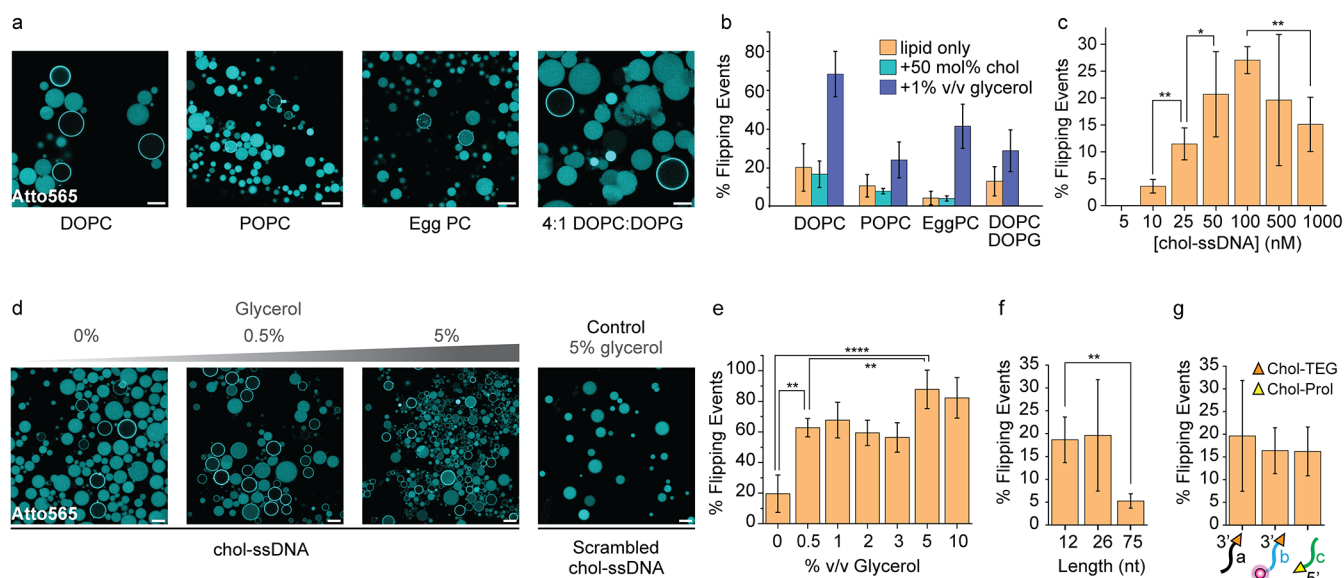 a
Atto565
DOPC
POPC
Egg PC
4:1 DOPC:DOPG
b
% Flipping Events
80
60
40
20
0
lipid only
+50 mol% chol
+1% v/v glycerol
DOPC
POPC
EggPC
DOPC
DOPG
c
% Flipping Events
30
25
20
15
10
5
0
**
*
**
5 10 25 50 100 500 1000
[chol-ssDNA] (nM)
d
Glycerol
0%
0.5%
5%
Control
5% glycerol
Atto565
chol-ssDNA
Scrambled
chol-ssDNA
e
% Flipping Events
100
80
60
40
20
0
****
**
**
0 0.5 1 2 3 5 10
% v/v Glycerol
f
% Flipping Events
35
30
25
20
15
10
5
0
**
12 26 75
Length (nt)
g
% Flipping Events
35
30
25
20
15
10
5
0
Chol-TEG
Chol-Prol
3' a
3' b
c
5'